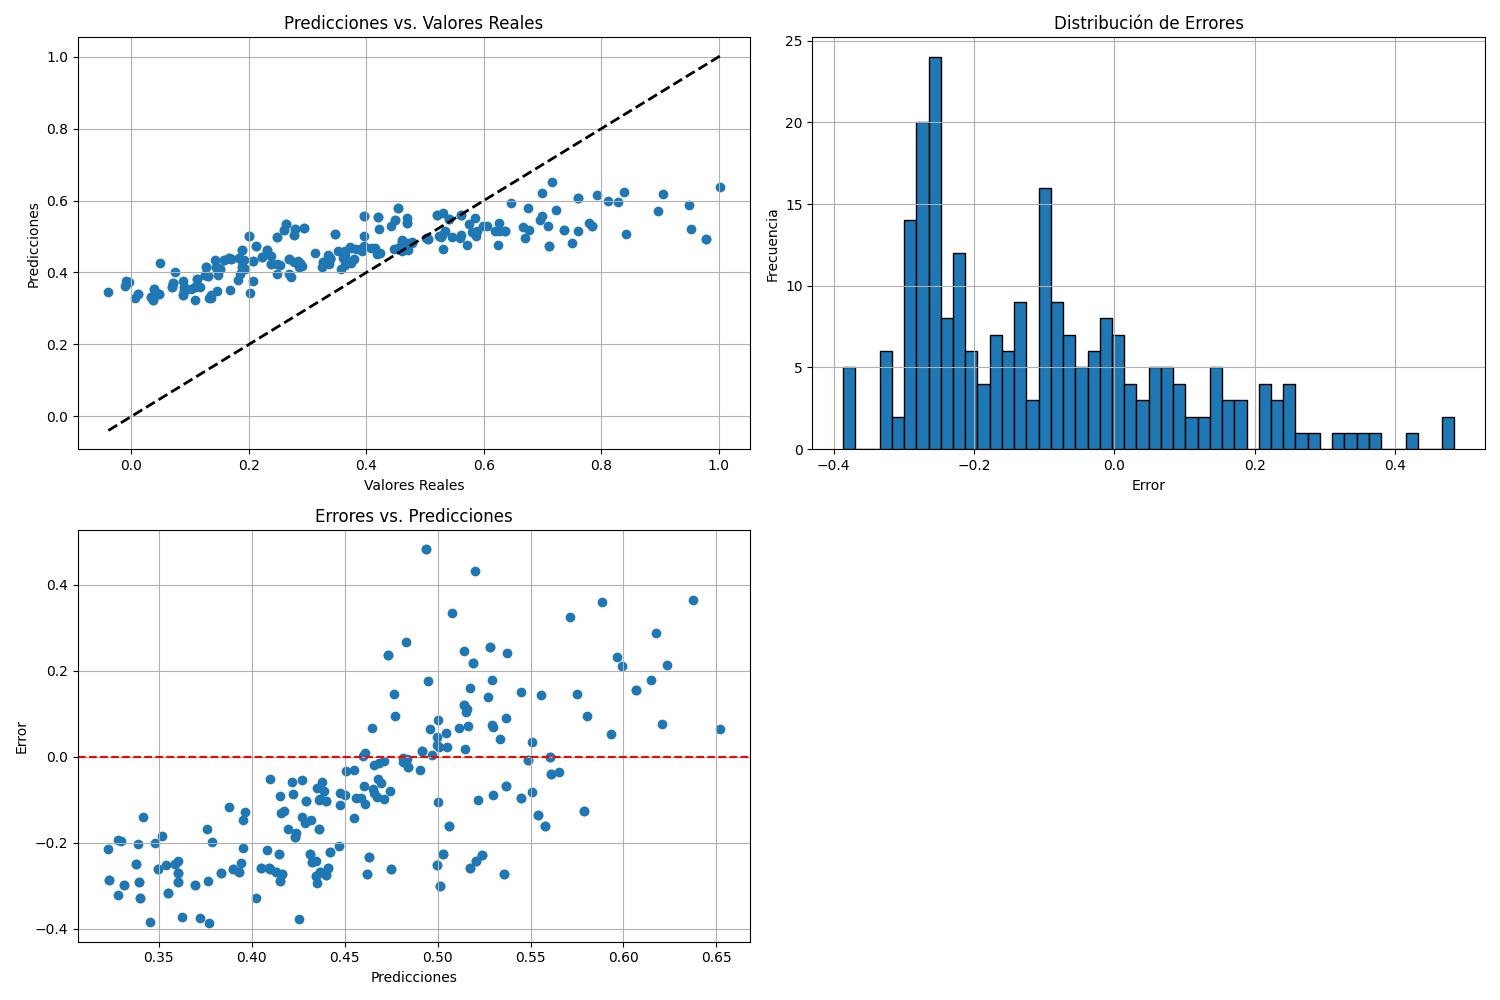 Predicciones vs. Valores Reales
Predicciones
1.0
0.8
0.6
0.4
0.2
0.0
0.0 0.2 0.4 0.6 0.8 1.0
Valores Reales
Distribución de Errores
Frecuencia
25
20
15
10
5
0
−0.4 −0.2 0.0 0.2 0.4
Error
Errores vs. Predicciones
Error
0.4
0.2
0.0
−0.2
−0.4
0.35 0.40 0.45 0.50 0.55 0.60 0.65
Predicciones